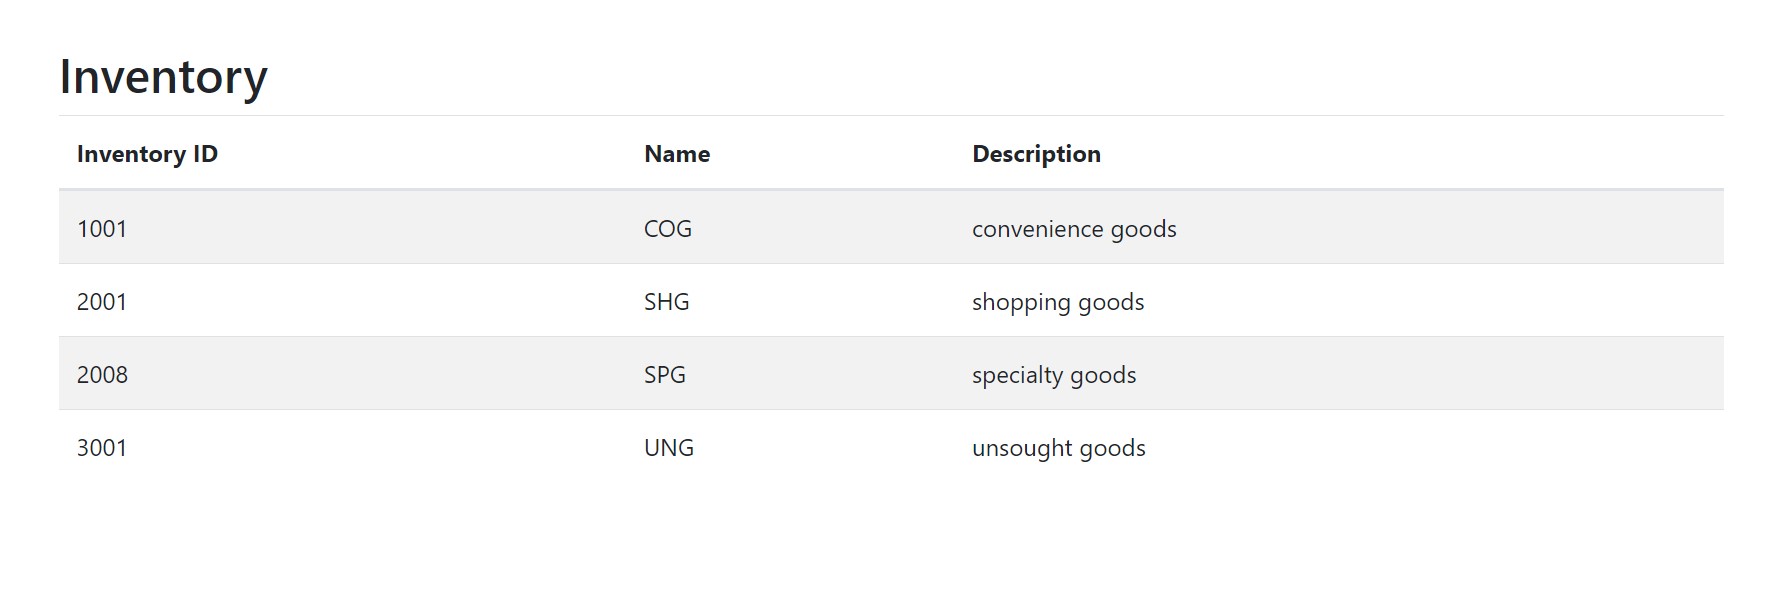 Inventory
Inventory ID Name Description
1001 COG convenience goods
2001 SHG shopping goods
2008 SPG specialty goods
3001 UNG unsought goods